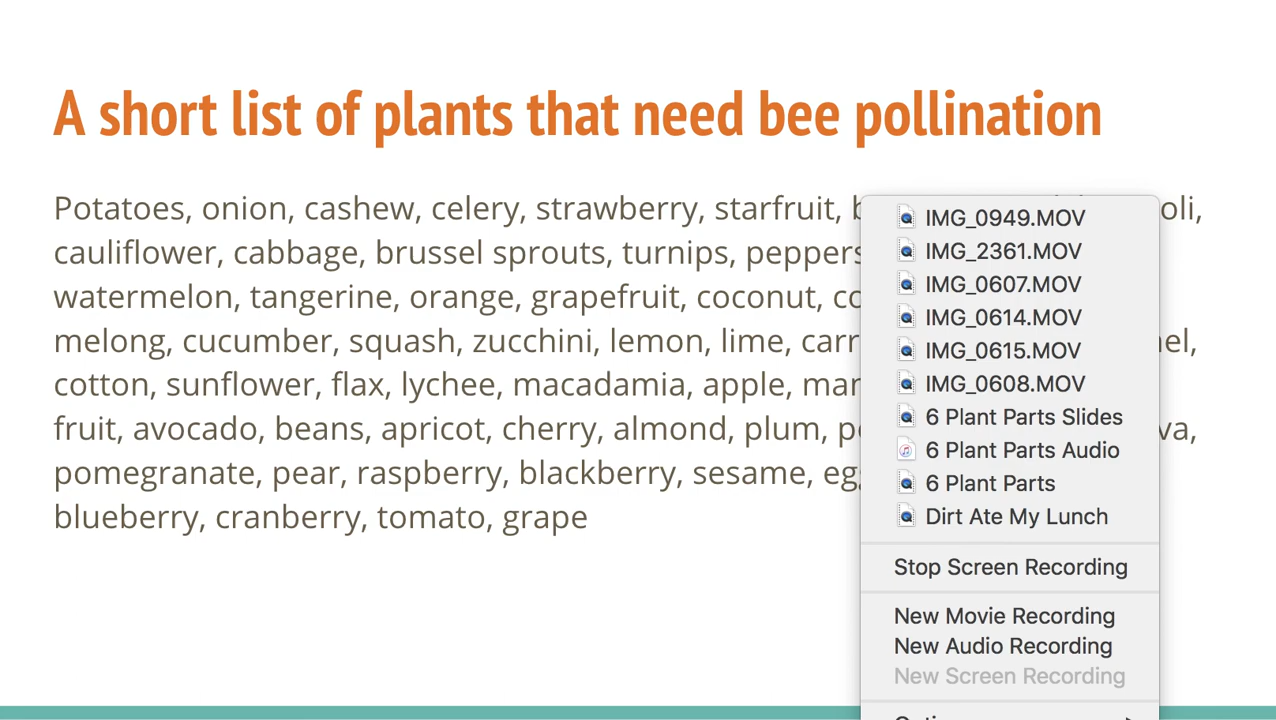 A short list of plants that need bee pollination
Potatoes, onion, cashew, celery, strawberry, starfruit,
cauliflower, cabbage, brussel sprouts, turnips, peppers
watermelon, tangerine, orange, grapefruit, coconut,
melong, cucumber, squash, zucchini, lemon, lime,
cotton, sunflower, flax, lychee, macadamia, apple,
fruit, avocado, beans, apricot, cherry, almond, plum,
pomegranate, pear, raspberry, blackberry, sesame,
blueberry, cranberry, tomato, grape
IMG_0949.MOV
IMG_2361.MOV
IMG_0607.MOV
IMG_0614.MOV
IMG_0615.MOV
IMG_0608.MOV
6 Plant Parts Slides
6 Plant Parts Audio
6 Plant Parts
Dirt Ate My Lunch
Stop Screen Recording
New Movie Recording
New Audio Recording
New Screen Recording